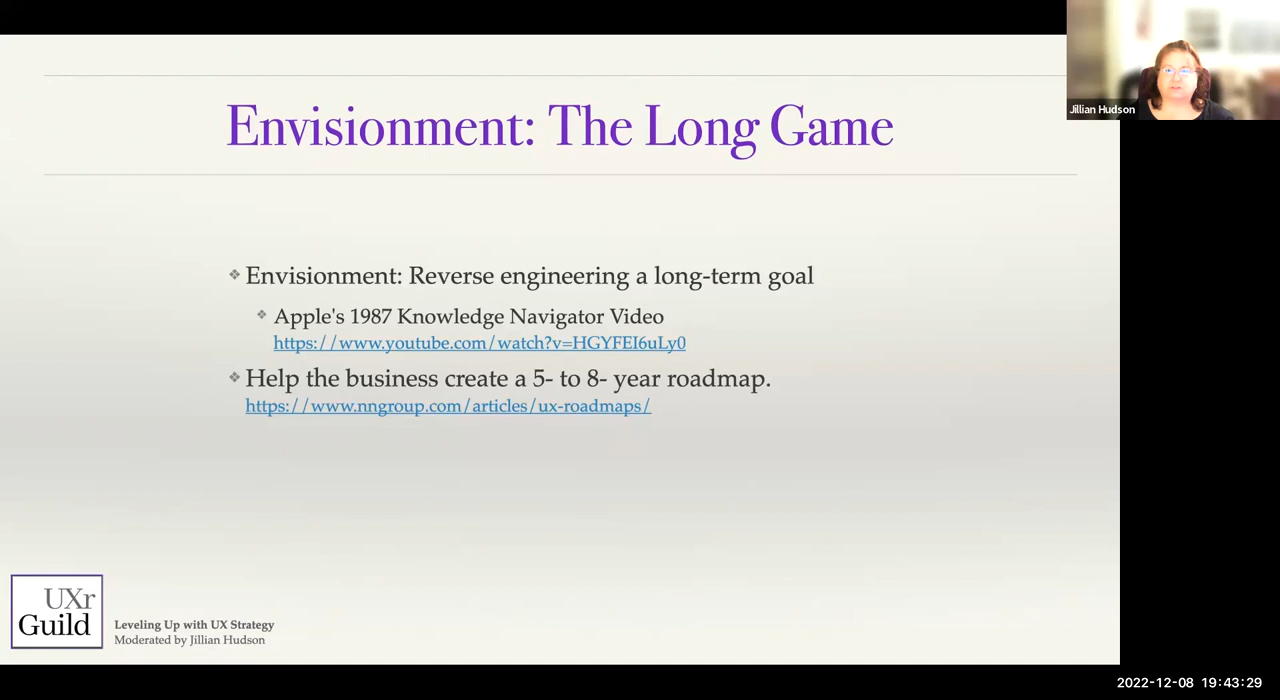 Jillian Hudson
Envisionment: The Long Game
Envisionment: Reverse engineering a long-term goal
Apple's 1987 Knowledge Navigator Video
https://www.youtube.com/watch?v=HGYFEI6uLy0
Help the business create a 5- to 8- year roadmap.
https://www.nngroup.com/articles/ux-roadmaps/
UXr
Guild
Leveling Up with UX Strategy
Moderated by Jillian Hudson
2022-12-08 19:43:29